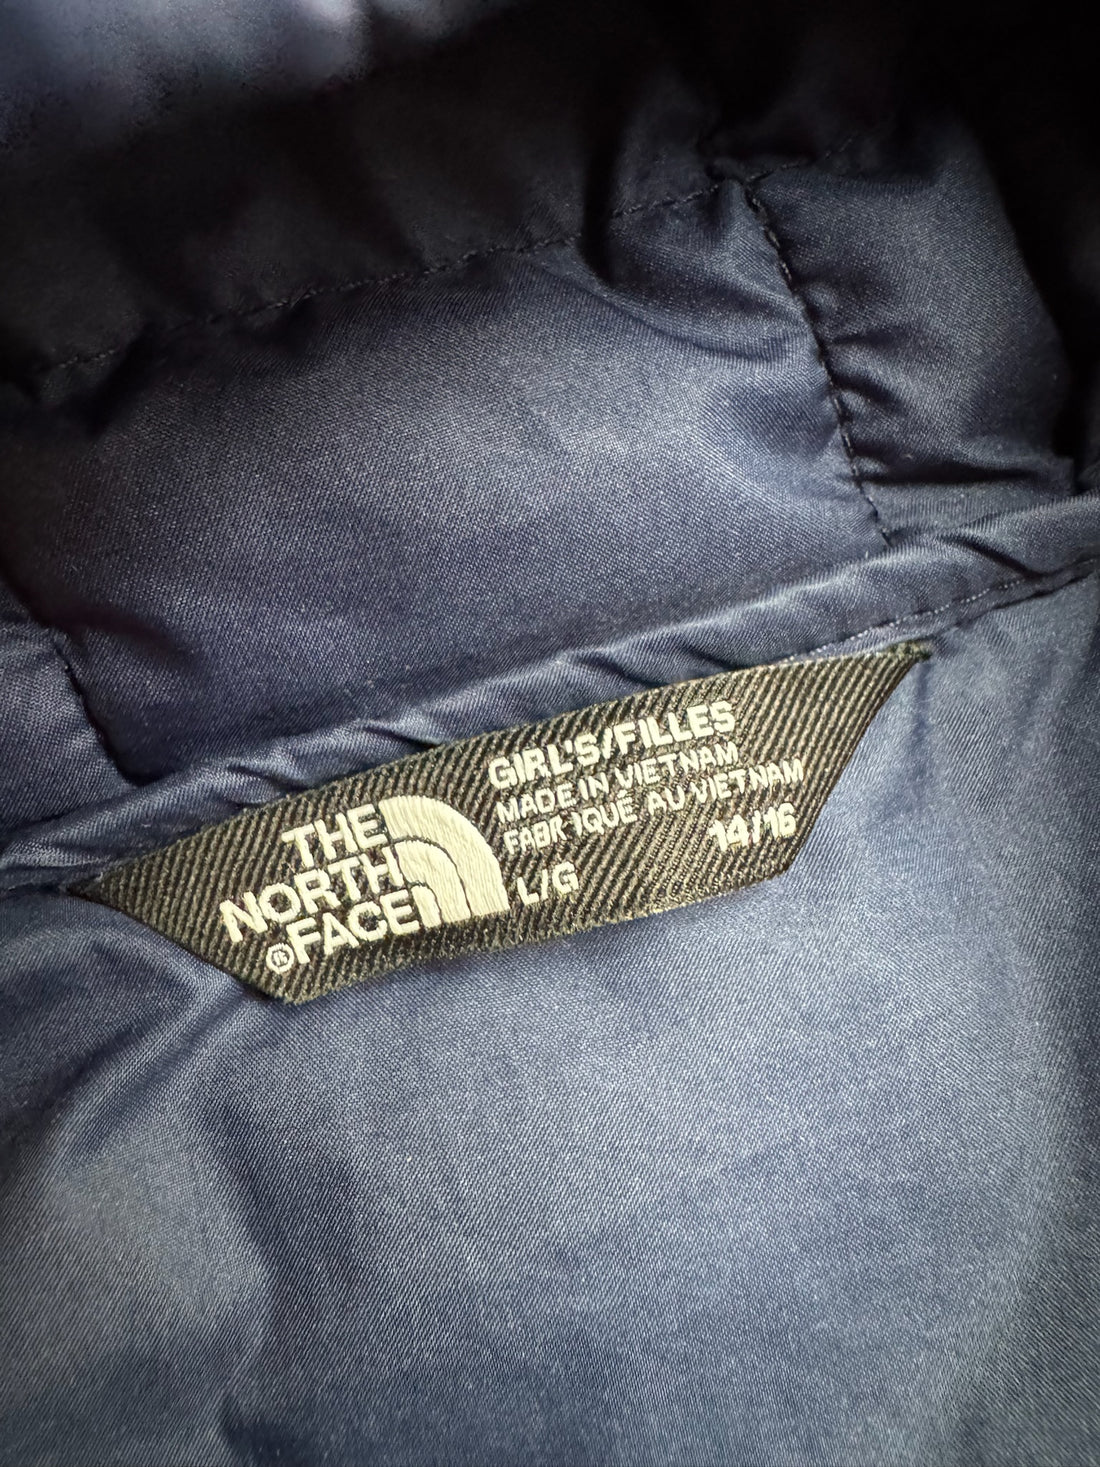 THE
NORTH
®FACE
GIRL'S/FILLES
MADE IN VIETNAM
FABRIQUÉ AU VIETNAM
L/G 14/16